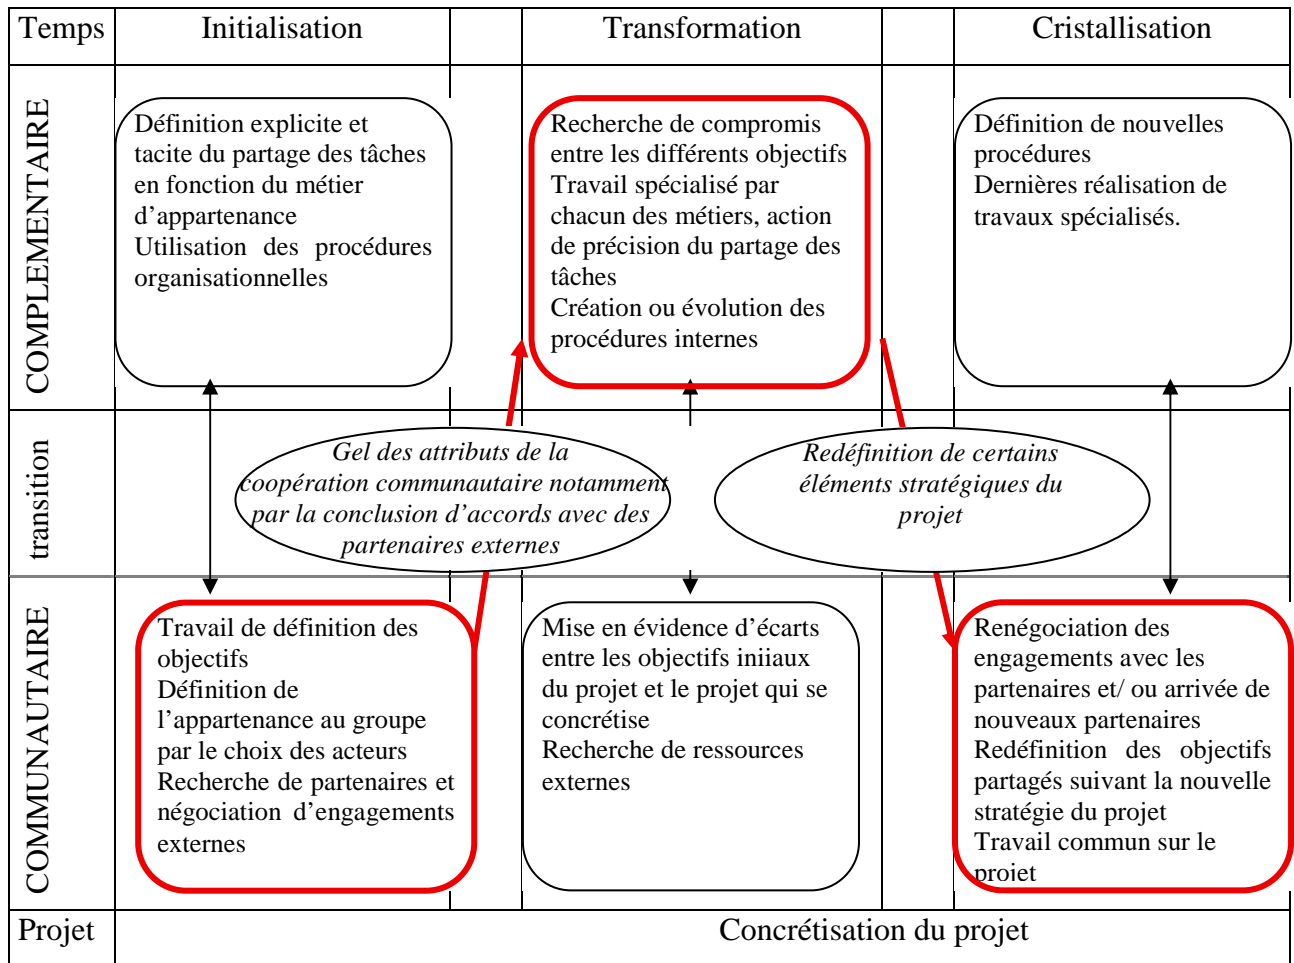 Temps
Initialisation
Transformation
Cristallisation
COMPLEMENTAIRE
Définition explicite et
tacite du partage des tâches
en fonction du métier
d’appartenance
Utilisation des procédures
organisationnelles
Recherche de compromis
entre les différents objectifs
Travail spécialisé par
chacun des métiers, action
de précision du partage des
tâches
Création ou évolution des
procédures internes
Définition de nouvelles
procédures
Dernières réalisation de
travaux spécialisés.
transition
Gel des attributs de la
coopération communautaire notamment
par la conclusion d’accords avec des
partenaires externes
Redéfinition de certains
éléments stratégiques du
projet
COMMUNAUTAIRE
Travail de définition des
objectifs
Définition de
l’appartenance au groupe
par le choix des acteurs
Recherche de partenaires et
négociation d’engagements
externes
Mise en évidence d’écarts
entre les objectifs iniiaux
du projet et le projet qui se
concrétise
Recherche de ressources
externes
Renégociation des
engagements avec les
partenaires et/ ou arrivée de
nouveaux partenaires
Redéfinition des objectifs
partagés suivant la nouvelle
stratégie du projet
Travail commun sur le
projet
Projet
Concrétisation du projet